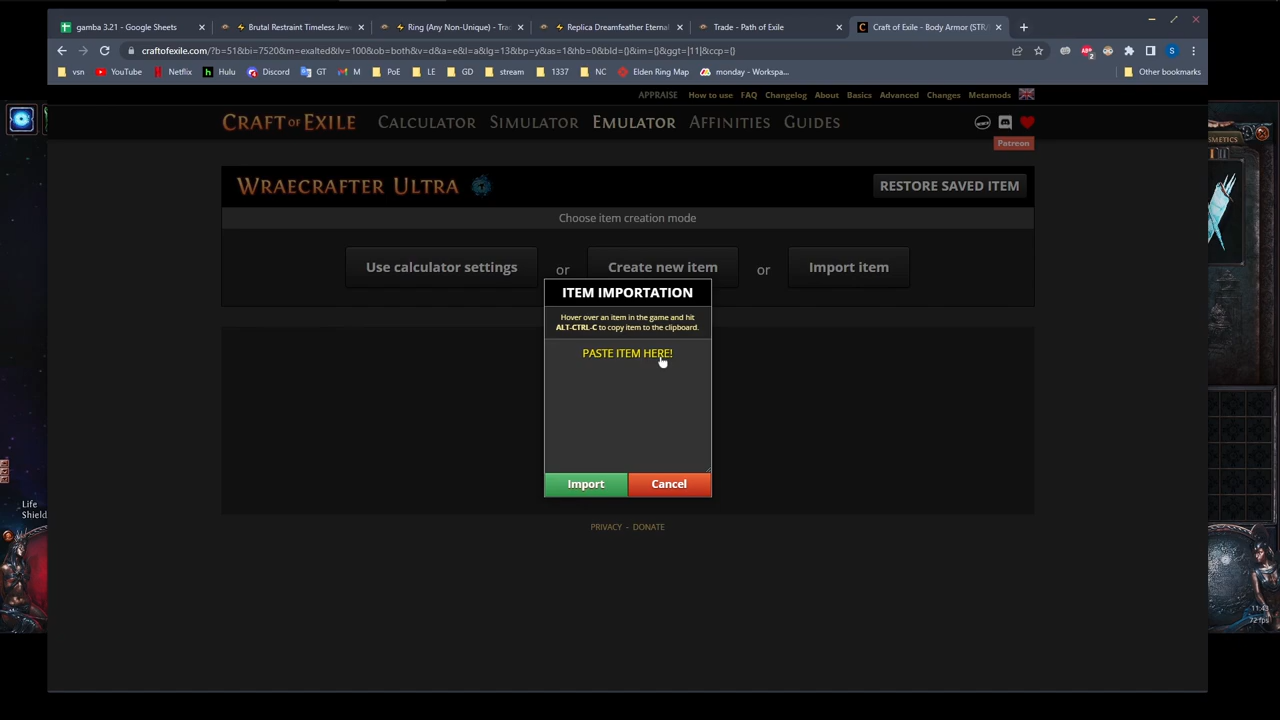 gamba 3.21 - Google Sheets
Brutal Restraint Timeless Jew
Ring (Any Non-Unique) - Tra
Replica Dreamfeather Eternal
Trade - Path of Exile
Craft of Exile - Body Armor (STR/
craftofexile.com/?b=51&bi=7520&m=exalted&lv=100&ob=both&v=d&a=e&l=a&lg=13&bp=y&as=1&hb=0&bld={}&im={}&ggt=|11|&ccp={}
vsn
YouTube
Netflix
Hulu
Discord
GT
M
PoE
LE
GD
stream
1337
NC
Elden Ring Map
monday - Workspa...
Other bookmarks
APPRAISE
How to use
FAQ
Changelog
About
Basics
Advanced
Changes
Metamods
CRAFT OF EXILE
CALCULATOR
SIMULATOR
EMULATOR
AFFINITIES
GUIDES
Patreon
WRAECRAFTER ULTRA
RESTORE SAVED ITEM
Choose item creation mode
Use calculator settings
or
Create new item
or
Import item
ITEM IMPORTATION
Hover over an item in the game and hit
ALT-CTRL-C to copy item to the clipboard.
PASTE ITEM HERE!
Import
Cancel
PRIVACY - DONATE
Life
Shield
11:43
72 fps